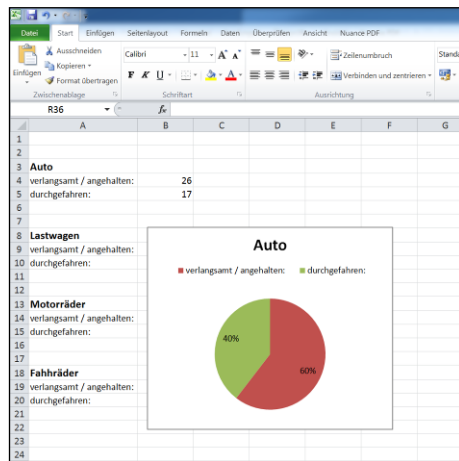 Datei Start Einfügen Seitenlayout Formeln Daten Überprüfen Ansicht Nuance PDF
Einfügen
Ausschneiden
Kopieren
Format übertragen
Zwischenablage
Calibri 11 A A
F K U A
Schriftart
Zeilenumbruch
Verbinden und zentrieren
Ausrichtung
Standa
R36 fx
A B C D E F G
1
2
3 Auto
4 verlangsamt / angehalten: 26
5 durchgefahren: 17
6
7
8 Lastwagen
9 verlangsamt / angehalten:
10 durchgefahren:
11
12
13 Motorräder
14 verlangsamt / angehalten:
15 durchgefahren:
16
17
18 Fahhräder
19 verlangsamt / angehalten:
20 durchgefahren:
21
22
23
24
Auto
verlangsamt / angehalten: durchgefahren:
40%
60%